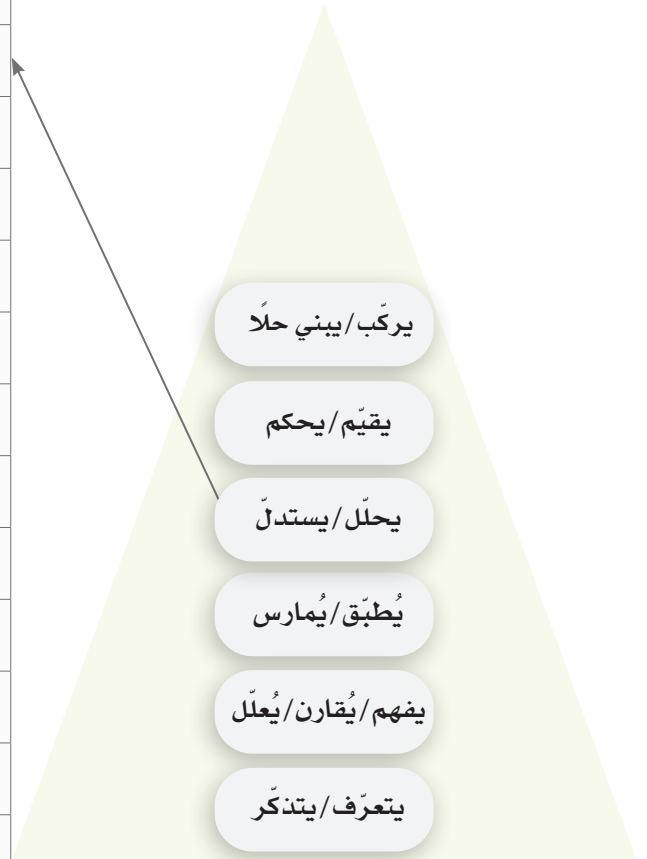 يركّب/يبني حلًا
يقيّم/يحكم
يحلّل/يستدلّ
يُطبّق/يُمارس
يفهم/يُقارن/يُعلّل
يتعرّف/يتذكّر